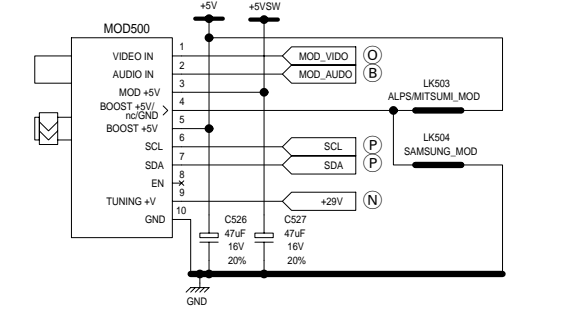 +5V
+5VSW
MOD500
VIDEO IN
1
MOD_VIDO
O
AUDIO IN
2
MOD_AUDO
B
MOD +5V
3
BOOST +5V/
nc/GND
4
BOOST +5V
5
SCL
6
SCL
P
SDA
7
SDA
P
EN
8
TUNING +V
9
+29V
N
GND
10
LK503
ALPS/MITSUMI_MOD
LK504
SAMSUNG_MOD
C526
47uF
16V
20%
C527
47uF
16V
20%
GND